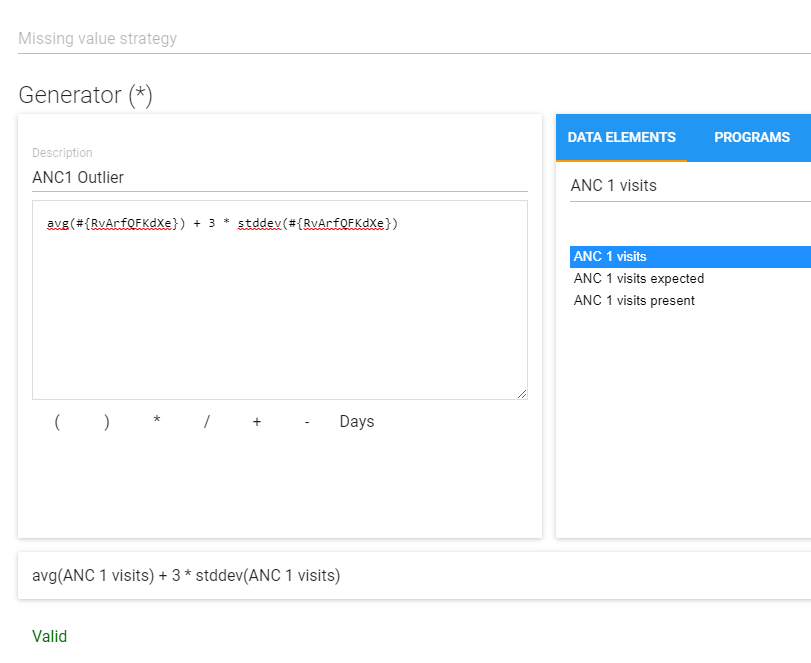 Missing value strategy
Generator (*)
Description
ANC1 Outlier
avg(#{RvArfQFKdXe}) + 3 * stddev(#{RvArfQFKdXe})
( ) * / + - Days
DATA ELEMENTS PROGRAMS
ANC 1 visits
ANC 1 visits
ANC 1 visits expected
ANC 1 visits present
avg(ANC 1 visits) + 3 * stddev(ANC 1 visits)
Valid